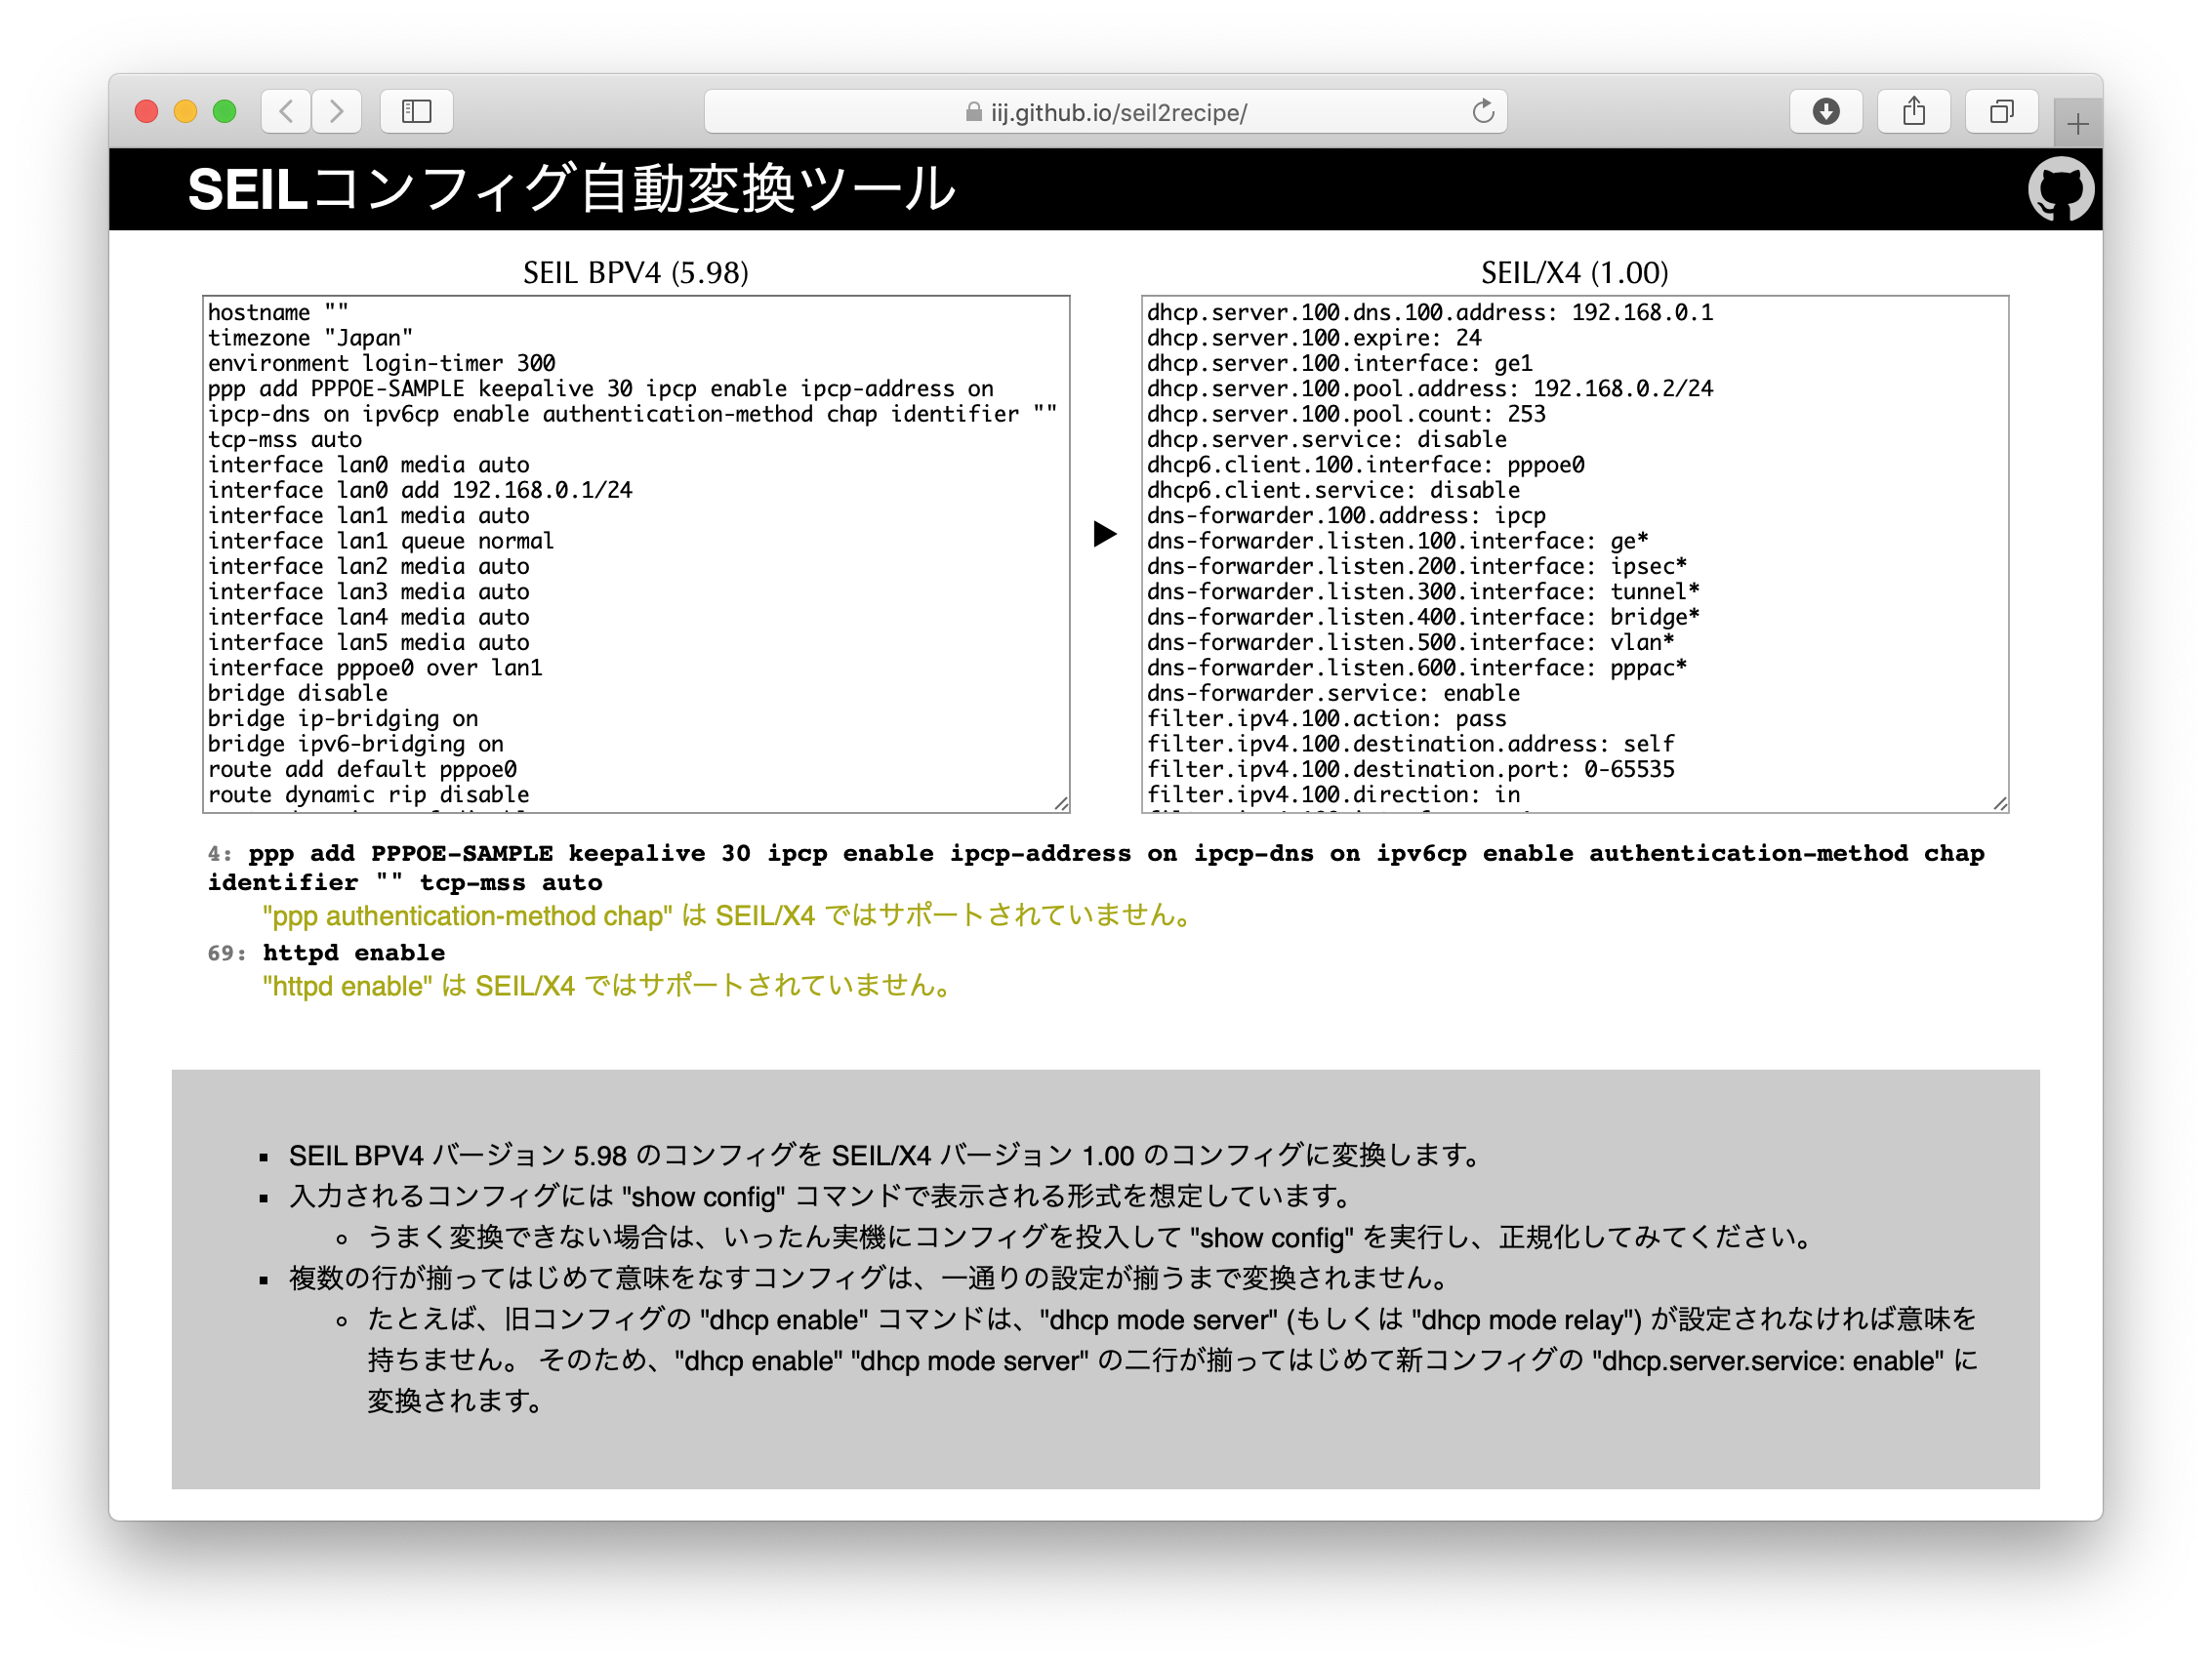 iij.github.io/seil2recipe/
SEILコンフィグ自動変換ツール
SEIL BPV4 (5.98)
hostname ""
timezone "Japan"
environment login-timer 300
ppp add PPPOE-SAMPLE keepalive 30 ipcp enable ipcp-address on
ipcp-dns on ipv6cp enable authentication-method chap identifier ""
tcp-mss auto
interface lan0 media auto
interface lan0 add 192.168.0.1/24
interface lan1 media auto
interface lan1 queue normal
interface lan2 media auto
interface lan3 media auto
interface lan4 media auto
interface lan5 media auto
interface pppoe0 over lan1
bridge disable
bridge ip-bridging on
bridge ipv6-bridging on
route add default pppoe0
route dynamic rip disable
SEIL/X4 (1.00)
dhcp.server.100.dns.100.address: 192.168.0.1
dhcp.server.100.expire: 24
dhcp.server.100.interface: ge1
dhcp.server.100.pool.address: 192.168.0.2/24
dhcp.server.100.pool.count: 253
dhcp.server.service: disable
dhcp6.client.100.interface: pppoe0
dhcp6.client.service: disable
dns-forwarder.100.address: ipcp
dns-forwarder.listen.100.interface: ge*
dns-forwarder.listen.200.interface: ipsec*
dns-forwarder.listen.300.interface: tunnel*
dns-forwarder.listen.400.interface: bridge*
dns-forwarder.listen.500.interface: vlan*
dns-forwarder.listen.600.interface: pppac*
dns-forwarder.service: enable
filter.ipv4.100.action: pass
filter.ipv4.100.destination.address: self
filter.ipv4.100.destination.port: 0-65535
filter.ipv4.100.direction: in
4: ppp add PPPOE-SAMPLE keepalive 30 ipcp enable ipcp-address on ipcp-dns on ipv6cp enable authentication-method chap
identifier "" tcp-mss auto
"ppp authentication-method chap" は SEIL/X4 ではサポートされていません。
69: httpd enable
"httpd enable" は SEIL/X4 ではサポートされていません。
▪ SEIL BPV4 バージョン 5.98 のコンフィグを SEIL/X4 バージョン 1.00 のコンフィグに変換します。
▪ 入力されるコンフィグには "show config" コマンドで表示される形式を想定しています。
◦ うまく変換できない場合は、いったん実機にコンフィグを投入して "show config" を実行し、正規化してみてください。
▪ 複数の行が揃ってはじめて意味をなすコンフィグは、一通りの設定が揃うまで変換されません。
◦ たとえば、旧コンフィグの "dhcp enable" コマンドは、"dhcp mode server" (もしくは "dhcp mode relay") が設定されなければ意味を
持ちません。 そのため、"dhcp enable" "dhcp mode server" の二行が揃ってはじめて新コンフィグの "dhcp.server.service: enable" に
変換されます。